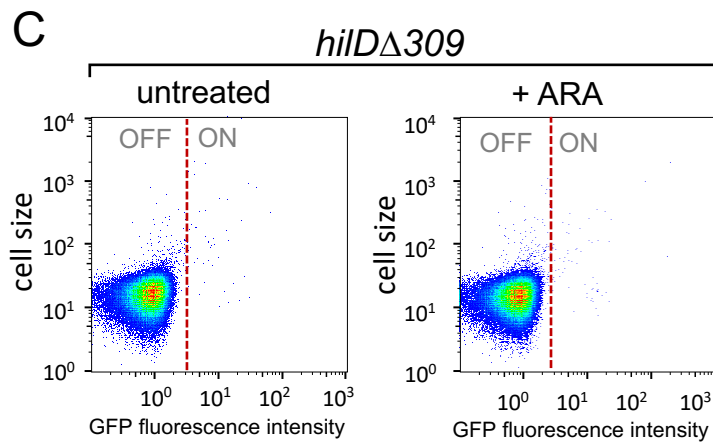 C
hilDΔ309
untreated
+ ARA
OFF ON
OFF ON
cell size
10⁴
10³
10²
10¹
10⁰
10⁰ 10¹ 10² 10³
GFP fluorescence intensity
cell size
10⁴
10³
10²
10¹
10⁰
10⁰ 10¹ 10² 10³
GFP fluorescence intensity